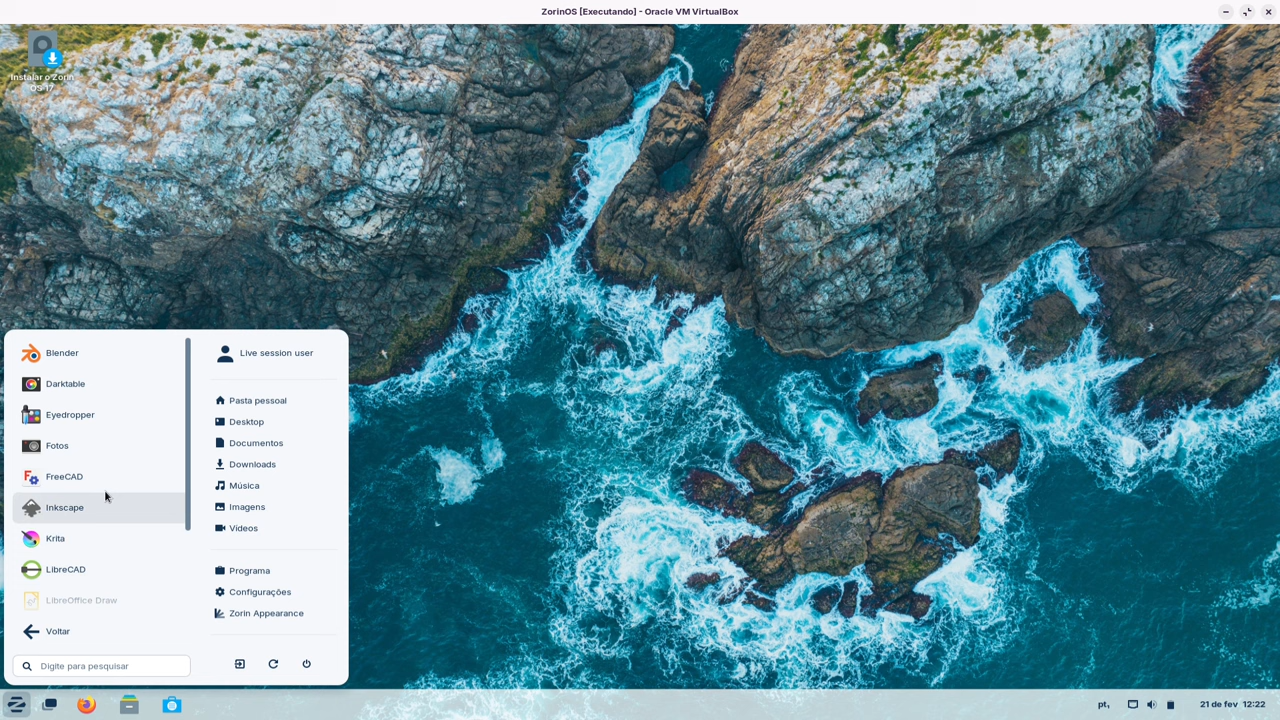 ZorinOS [Executando] - Oracle VM VirtualBox
Instalar o Zorin
OS 17
Blender
Darktable
Eyedropper
Fotos
FreeCAD
Inkscape
Krita
LibreCAD
LibreOffice Draw
Voltar
Digite para pesquisar
Live session user
Pasta pessoal
Desktop
Documentos
Downloads
Música
Imagens
Vídeos
Programa
Configurações
Zorin Appearance
pt,
21 de fev 12:22